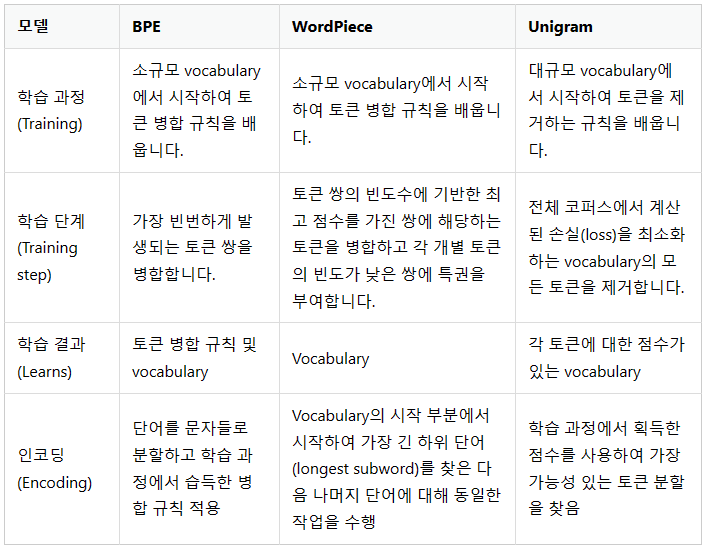 모델 BPE WordPiece Unigram
학습 과정
(Training)
소규모 vocabulary
에서 시작하여 토
큰 병합 규칙을 배
웁니다.
소규모 vocabulary에서 시작
하여 토큰 병합 규칙을 배웁니
다.
대규모 vocabulary에
서 시작하여 토큰을 제
거하는 규칙을 배웁니
다.
학습 단계
(Training
step)
가장 빈번하게 발
생되는 토큰 쌍을
병합합니다.
토큰 쌍의 빈도수에 기반한 최
고 점수를 가진 쌍에 해당하는
토큰을 병합하고 각 개별 토큰
의 빈도가 낮은 쌍에 특권을
부여합니다.
전체 코퍼스에서 계산
된 손실(loss)을 최소화
하는 vocabulary의 모
든 토큰을 제거합니다.
학습 결과
(Learns)
토큰 병합 규칙 및
vocabulary
Vocabulary
각 토큰에 대한 점수가
있는 vocabulary
인코딩
(Encoding)
단어를 문자들로
분할하고 학습 과
정에서 습득한 병
합 규칙 적용
Vocabulary의 시작 부분에서
시작하여 가장 긴 하위 단어
(longest subword)를 찾은 다
음 나머지 단어에 대해 동일한
작업을 수행
학습 과정에서 획득한
점수를 사용하여 가장
가능성 있는 토큰 분할
을 찾음